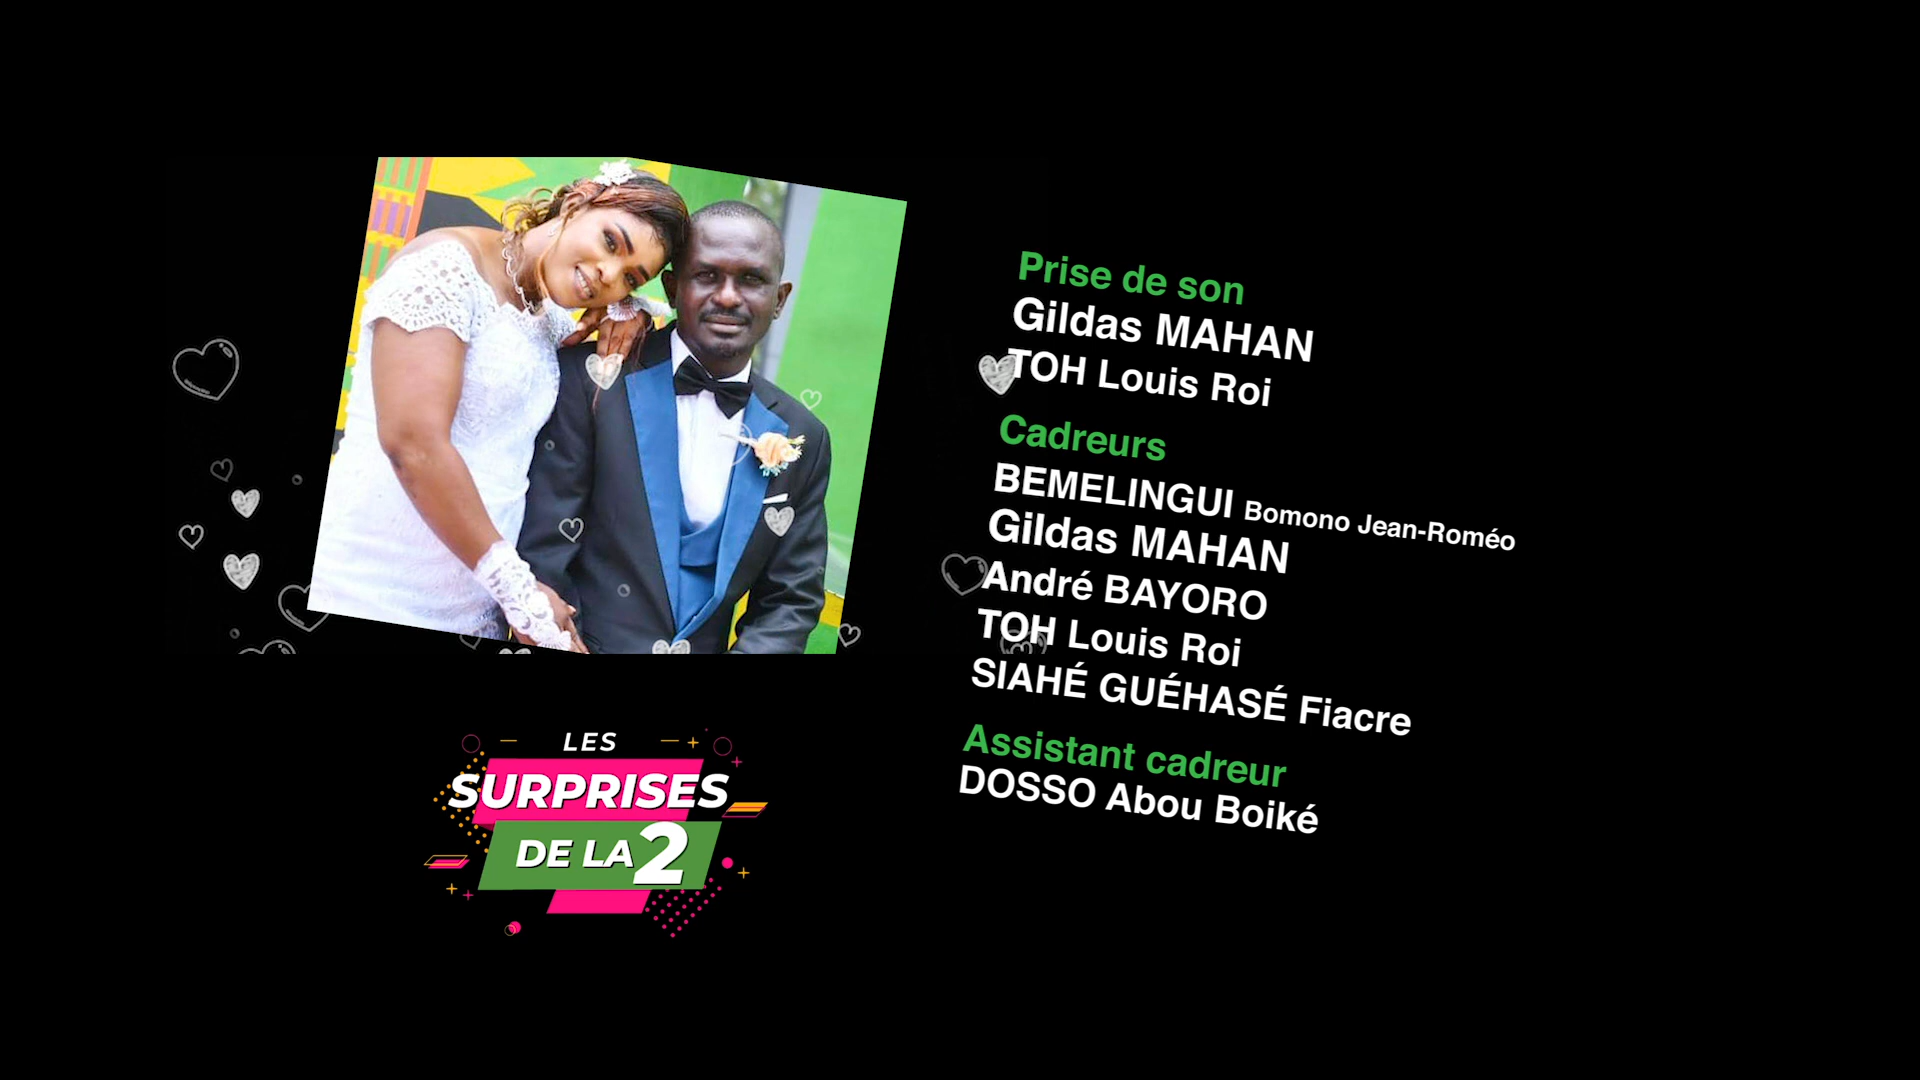 Prise de son
Gildas MAHAN
TOH Louis Roi
Cadreurs
BEMELINGUI Bomono Jean-Roméo
Gildas MAHAN
André BAYORO
TOH Louis Roi
SIAHÉ GUÉHASÉ Fiacre
Assistant cadreur
DOSSO Abou Boiké
LES
SURPRISES
DE LA 2